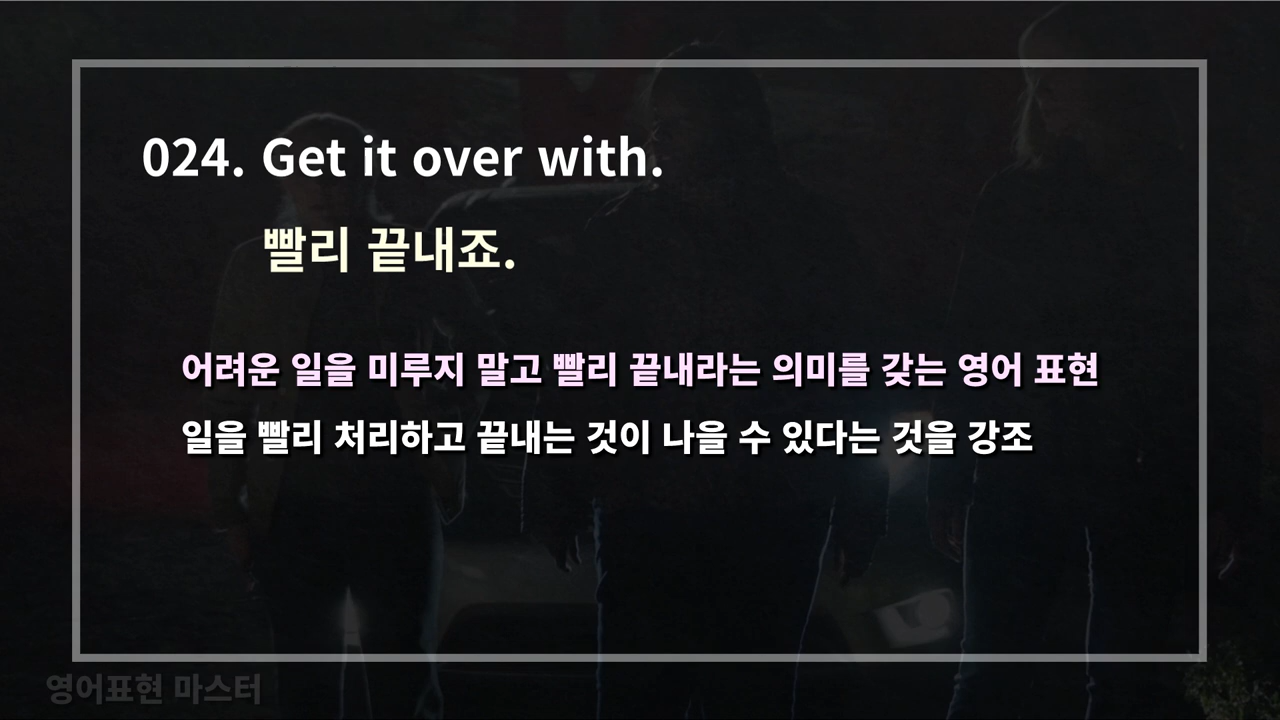 024. Get it over with.
빨리 끝내죠.
어려운 일을 미루지 말고 빨리 끝내라는 의미를 갖는 영어 표현
일을 빨리 처리하고 끝내는 것이 나을 수 있다는 것을 강조
영어표현 마스터